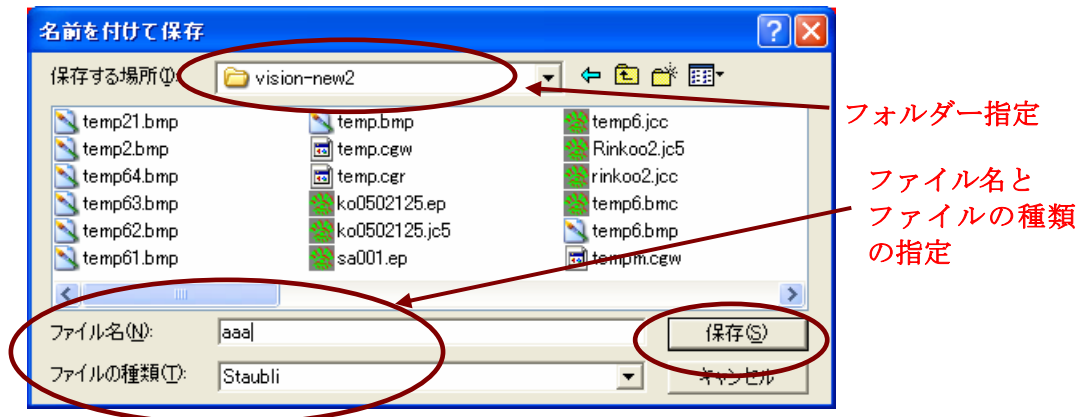 名前を付けて保存
保存する場所(I):
vision-new2
temp21.bmp
temp2.bmp
temp64.bmp
temp63.bmp
temp62.bmp
temp61.bmp
temp.bmp
temp.cgw
temp.cgr
ko0502125.ep
ko0502125.jc5
sa001.ep
temp6.jcc
Rinkoo2.jc5
rinkoo2.jcc
temp6.bmc
temp6.bmp
tempm.cgw
フォルダー指定
ファイル名と
ファイルの種類
の指定
ファイル名(N):
aaa
保存(S)
ファイルの種類(T):
Staubli
キャンセル